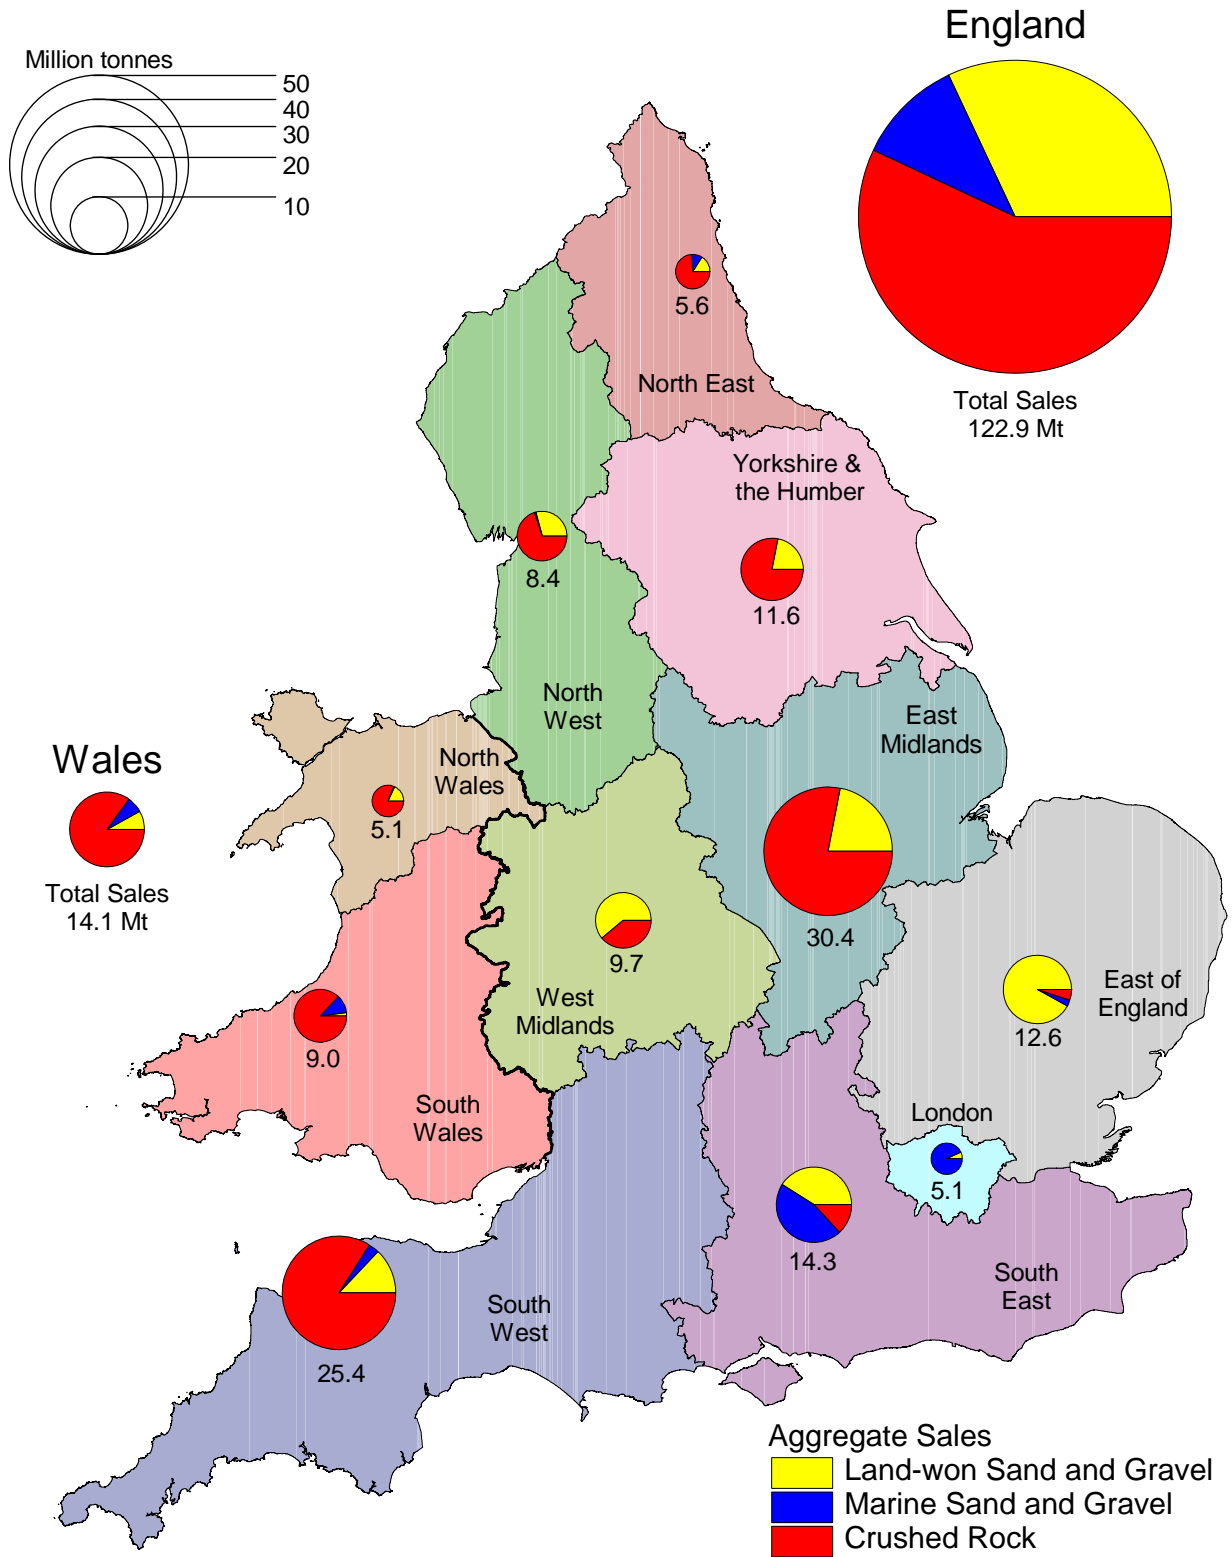 England
Million tonnes
50
40
30
20
10
5.6
North East
Total Sales
122.9 Mt
Yorkshire &
the Humber
8.4
11.6
North
West
East
Midlands
Wales
North
Wales
5.1
Total Sales
14.1 Mt
30.4
9.7
West
Midlands
East of
England
12.6
9.0
South
Wales
London
5.1
14.3
South
East
South
West
25.4
Aggregate Sales
Land-won Sand and Gravel
Marine Sand and Gravel
Crushed Rock